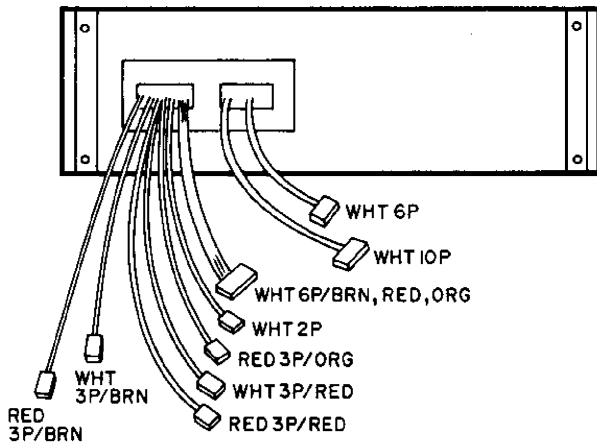 WHT 6P
WHT 10P
WHT 6P/BRN, RED, ORG
WHT 2P
RED 3P/ORG
WHT 3P/RED
RED 3P/RED
WHT
3P/BRN
RED
3P/BRN